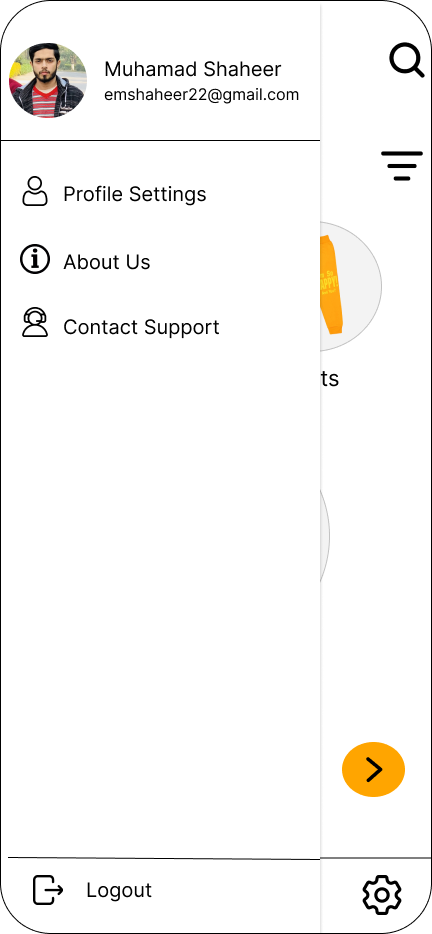 Muhamad Shaheer
emshaheer22@gmail.com
Profile Settings
About Us
Contact Support
ts
Logout